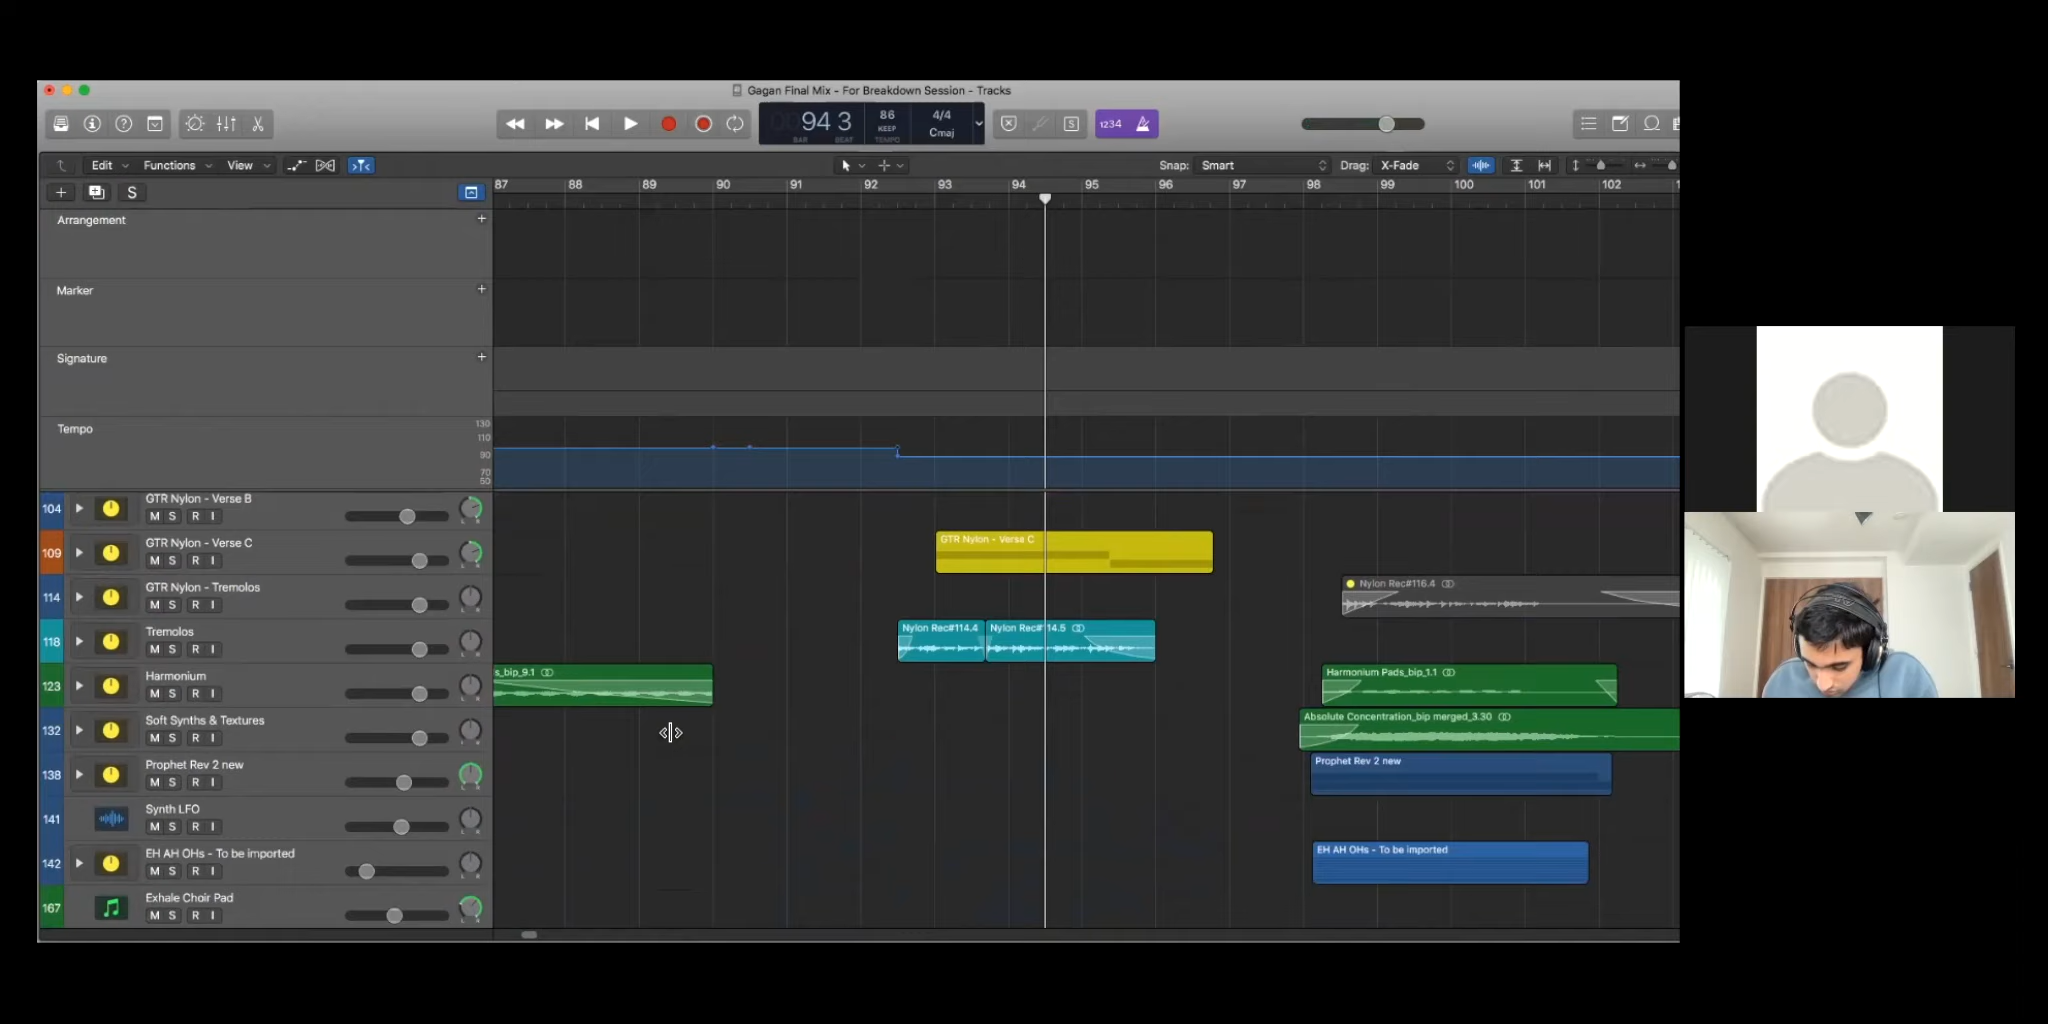 Gagan Final Mix - For Breakdown Session - Tracks
94 3
BAR
BEAT
86
KEEP
TEMPO
4/4
Cmaj
S
1234
Edit
Functions
View
Snap: Smart
Drag: X-Fade
S
87 88 89 90 91 92 93 94 95 96 97 98 99 100 101 102
Arrangement
Marker
Signature
Tempo
130
110
90
70
50
104
GTR Nylon - Verse B
M S R I
109
GTR Nylon - Verse C
M S R I
GTR Nylon - Verse C
114
GTR Nylon - Tremolos
M S R I
Nylon Rec#116.4
118
Tremolos
M S R I
Nylon Rec#114.4
Nylon Rec#114.5
123
Harmonium
M S R I
s_bip_9.1
Harmonium Pads_bip_1.1
132
Soft Synths & Textures
M S R I
Absolute Concentration_bip merged_3.30
138
Prophet Rev 2 new
M S R I
Prophet Rev 2 new
141
Synth LFO
M S R I
142
EH AH OHs - To be imported
M S R I
EH AH OHs - To be imported
167
Exhale Choir Pad
M S R I